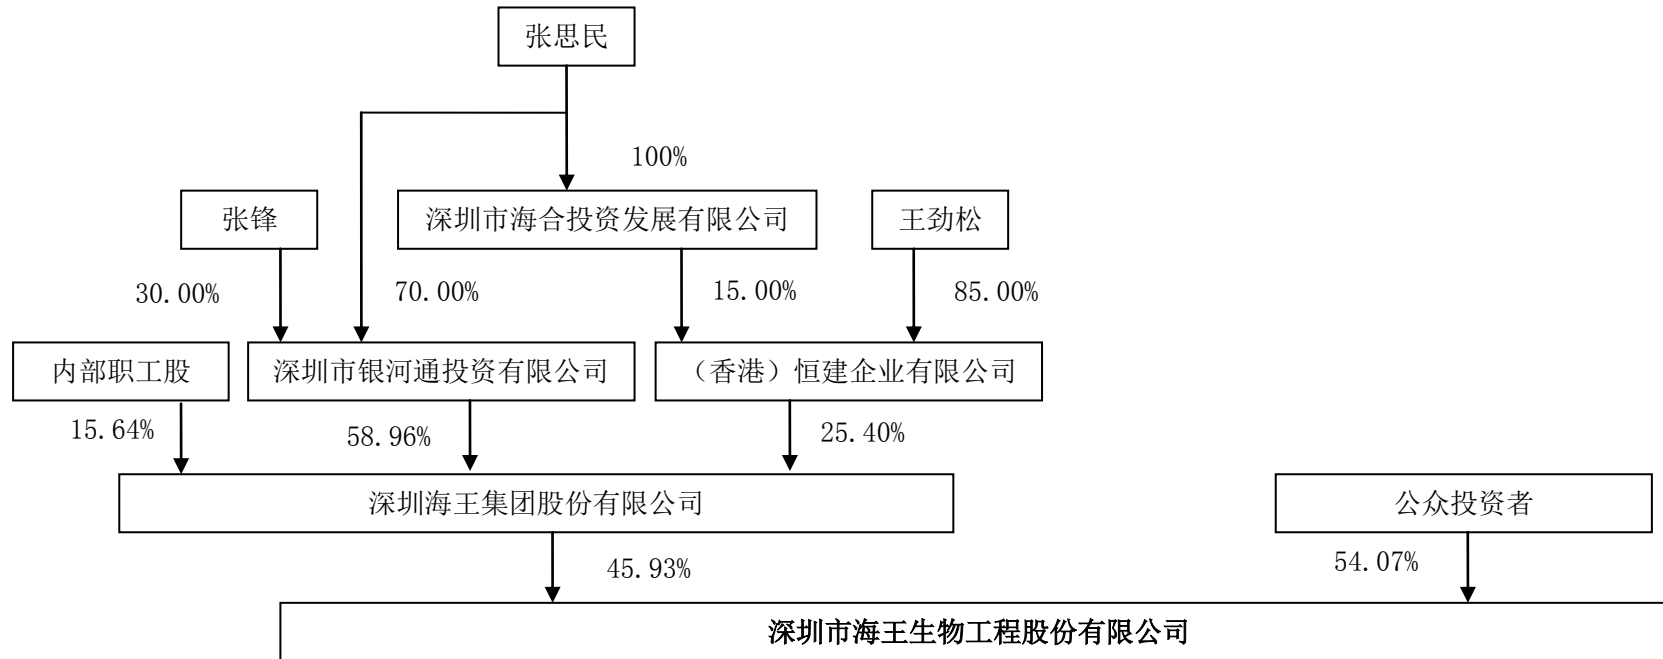 张思民
100%
张锋
深圳市海合投资发展有限公司
王劲松
30.00%
70.00%
15.00%
85.00%
内部职工股
深圳市银河通投资有限公司
（香港）恒建企业有限公司
15.64%
58.96%
25.40%
深圳海王集团股份有限公司
公众投资者
45.93%
54.07%
深圳市海王生物工程股份有限公司